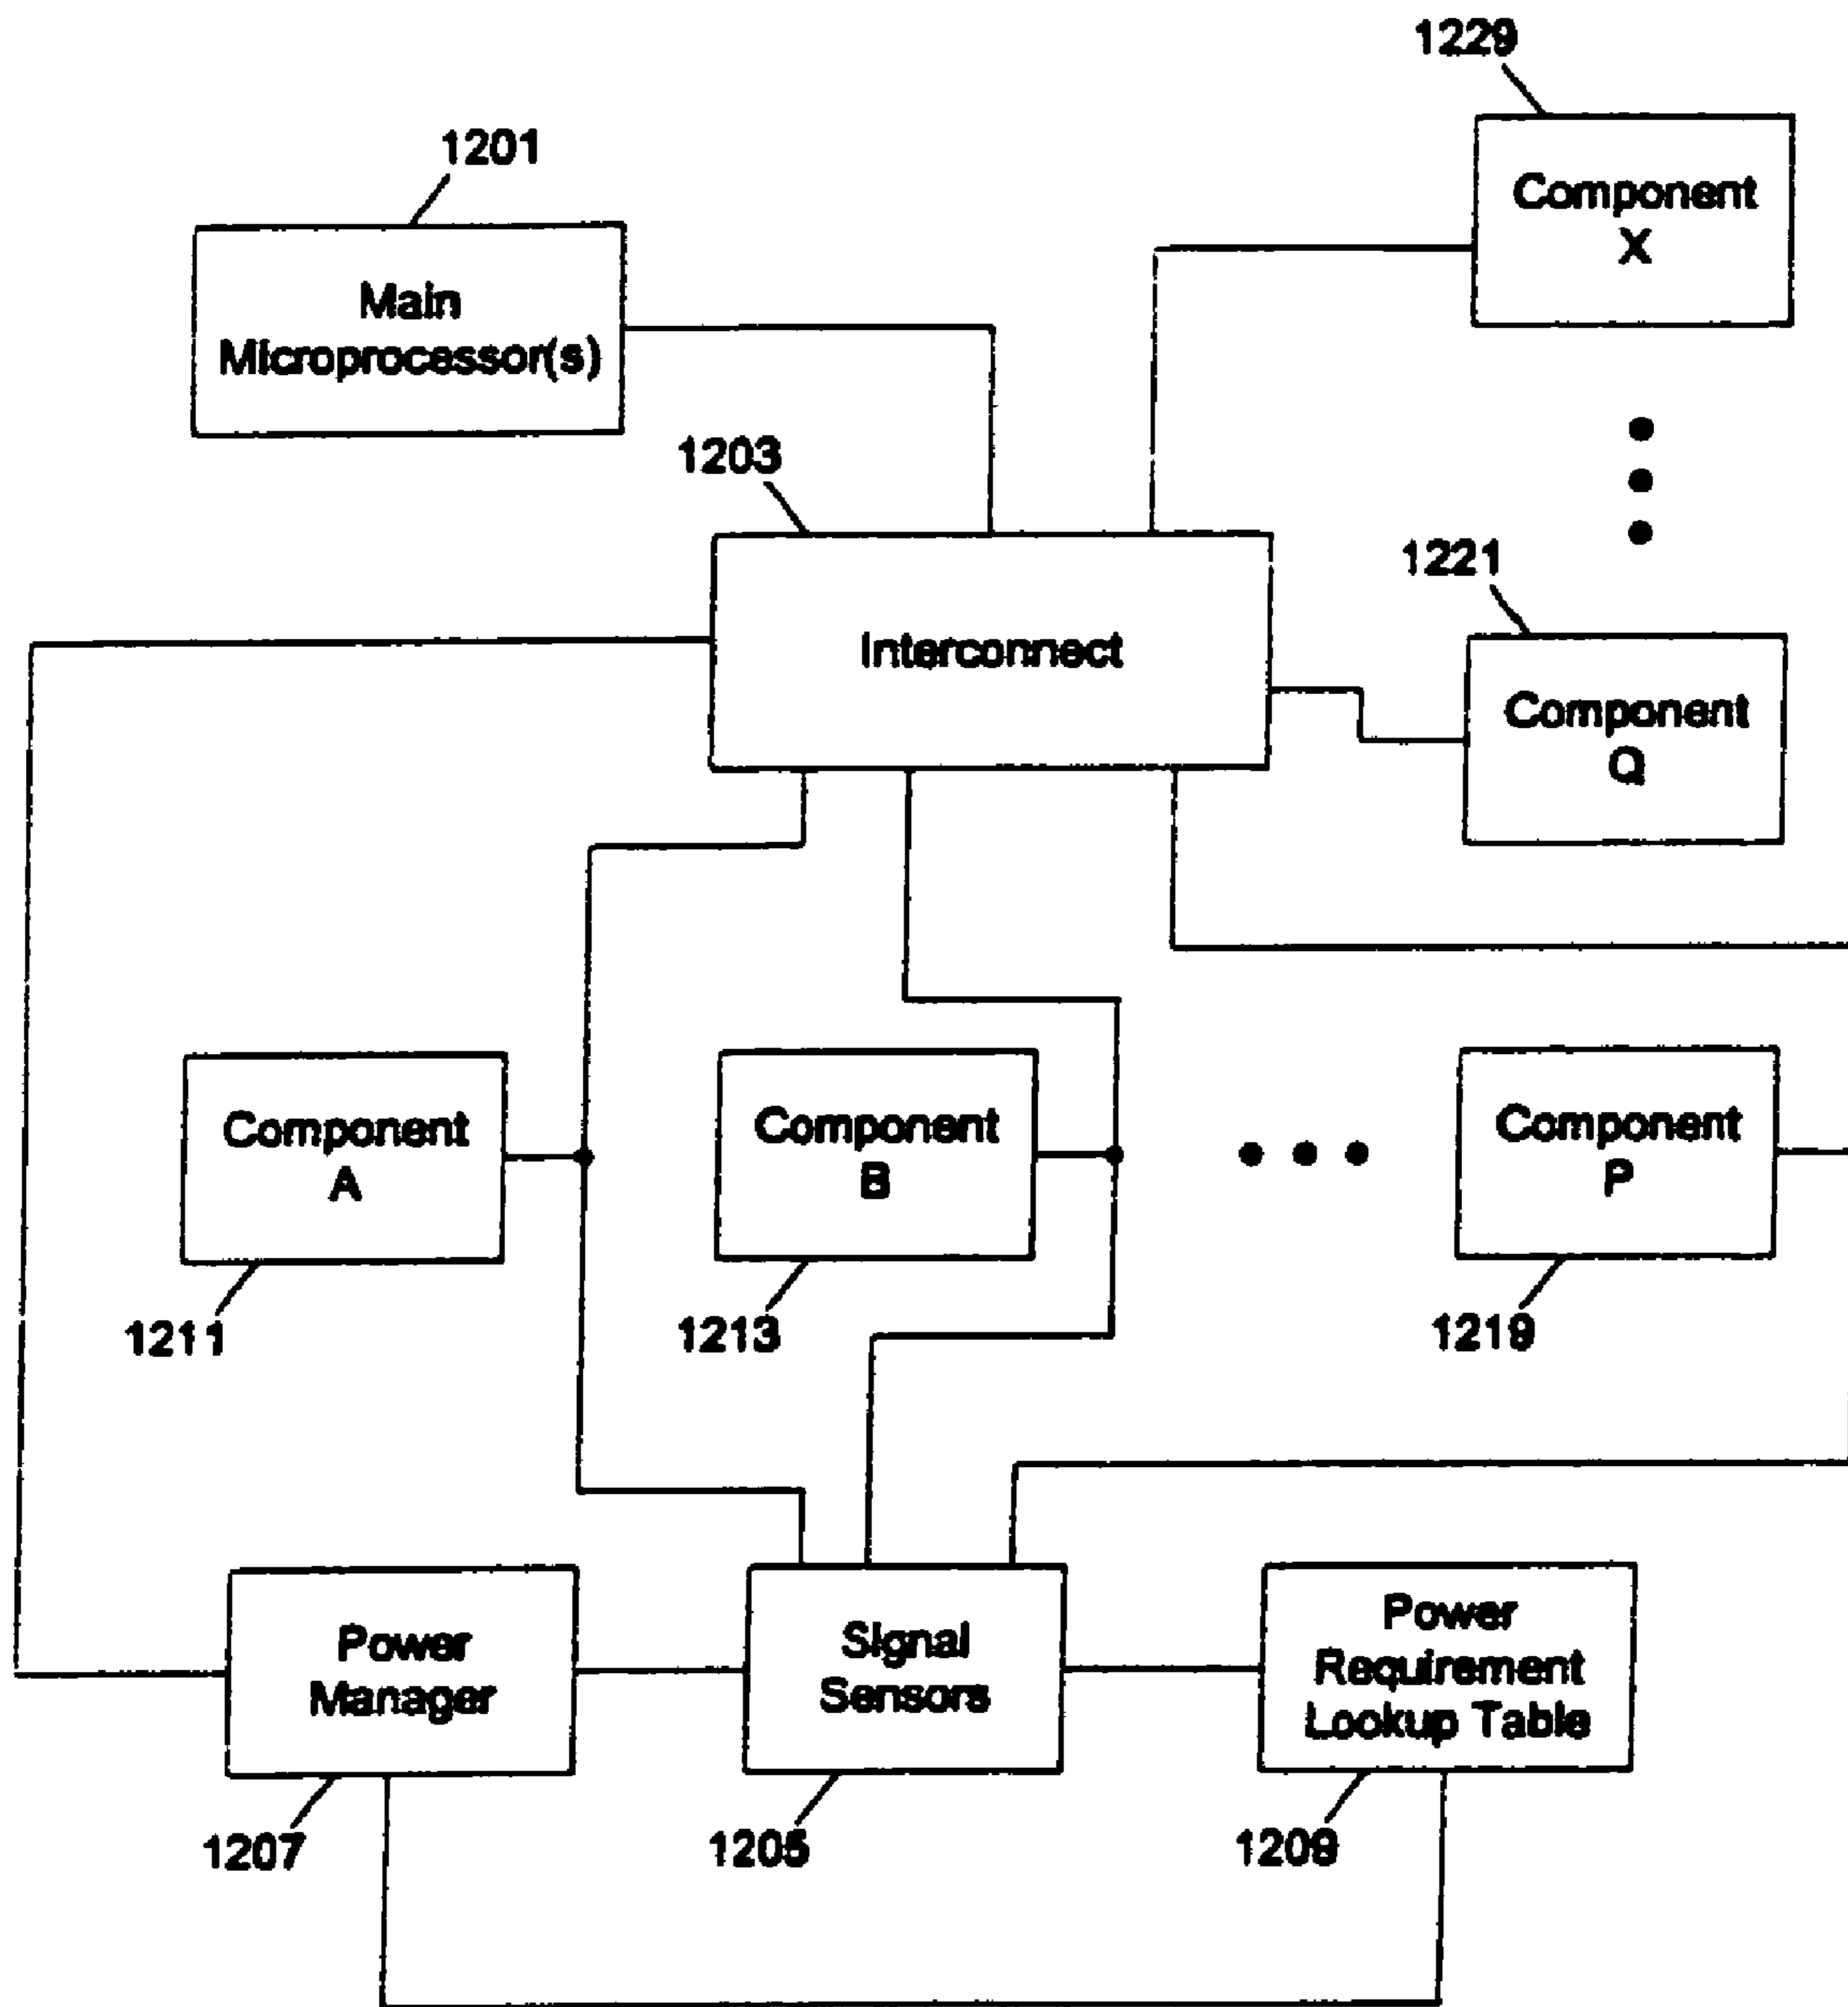 1229
Component
X
1201
Main
Microprocessor(s)
1203
Interconnect
1221
Component
Q
Component
A
1211
Component
B
1213
Component
P
1219
Power
Manager
1207
Signal
Sensors
1205
Power
Requirement
Lookup Table
1209